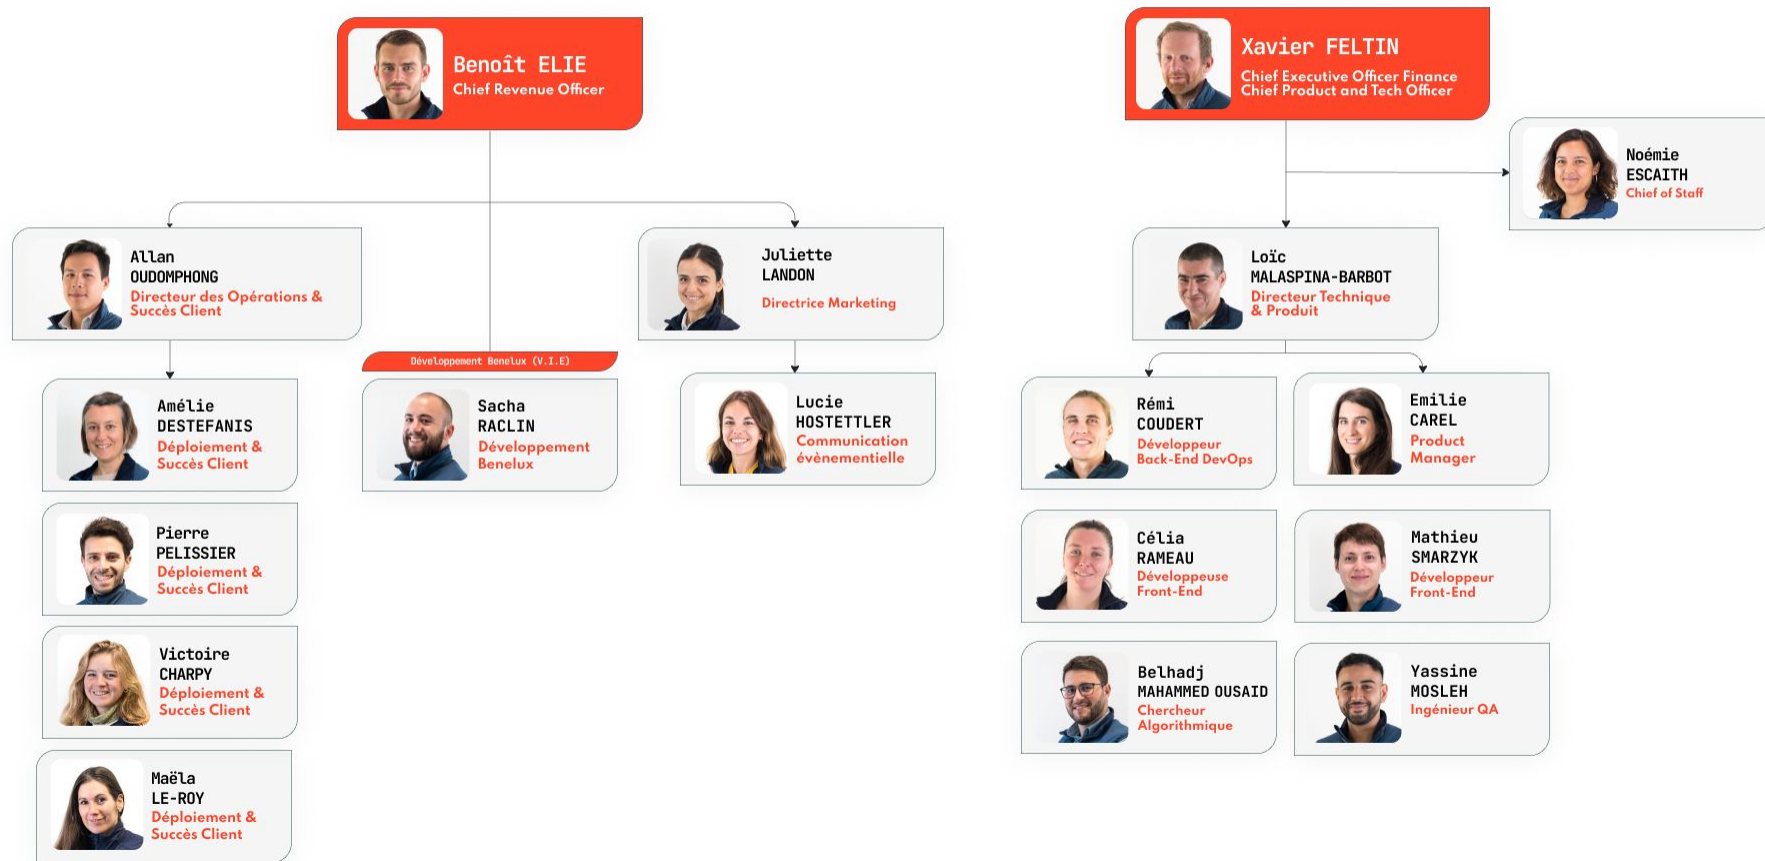 Benoît ELIE
Chief Revenue Officer
Xavier FELTIN
Chief Executive Officer Finance
Chief Product and Tech Officer
Noémie
ESCAITH
Chief of Staff
Allan
OUDOMPHONG
Directeur des Opérations &
Succès Client
Juliette
LANDON
Directrice Marketing
Loïc
MALASPINA-BARBOT
Directeur Technique
& Produit
Développement Benelux (V.I.E)
Amélie
DESTEFANIS
Déploiement &
Succès Client
Sacha
RACLIN
Développement
Benelux
Lucie
HOSTETTLER
Communication
évènementielle
Rémi
COUDERT
Développeur
Back-End DevOps
Emilie
CAREL
Product
Manager
Pierre
PELISSIER
Déploiement &
Succès Client
Célia
RAMEAU
Développeuse
Front-End
Mathieu
SMARZYK
Développeur
Front-End
Victoire
CHARPY
Déploiement &
Succès Client
Belhadj
MAHAMMED OUSAID
Chercheur
Algorithmique
Yassine
MOSLEH
Ingénieur QA
Maëla
LE-ROY
Déploiement &
Succès Client